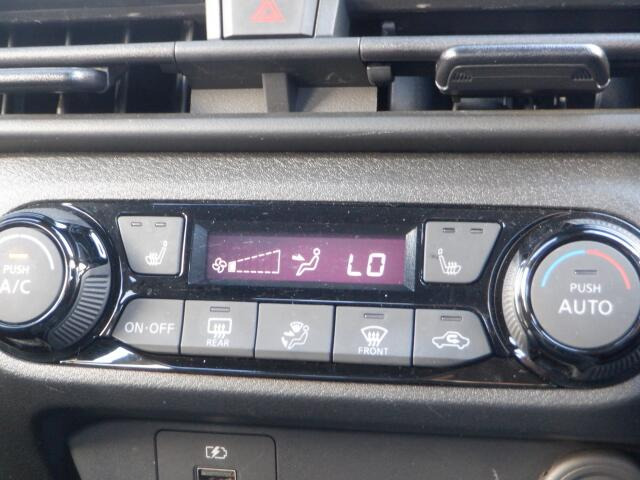 LO
PUSH
A/C
PUSH
AUTO
ON·OFF
REAR
FRONT